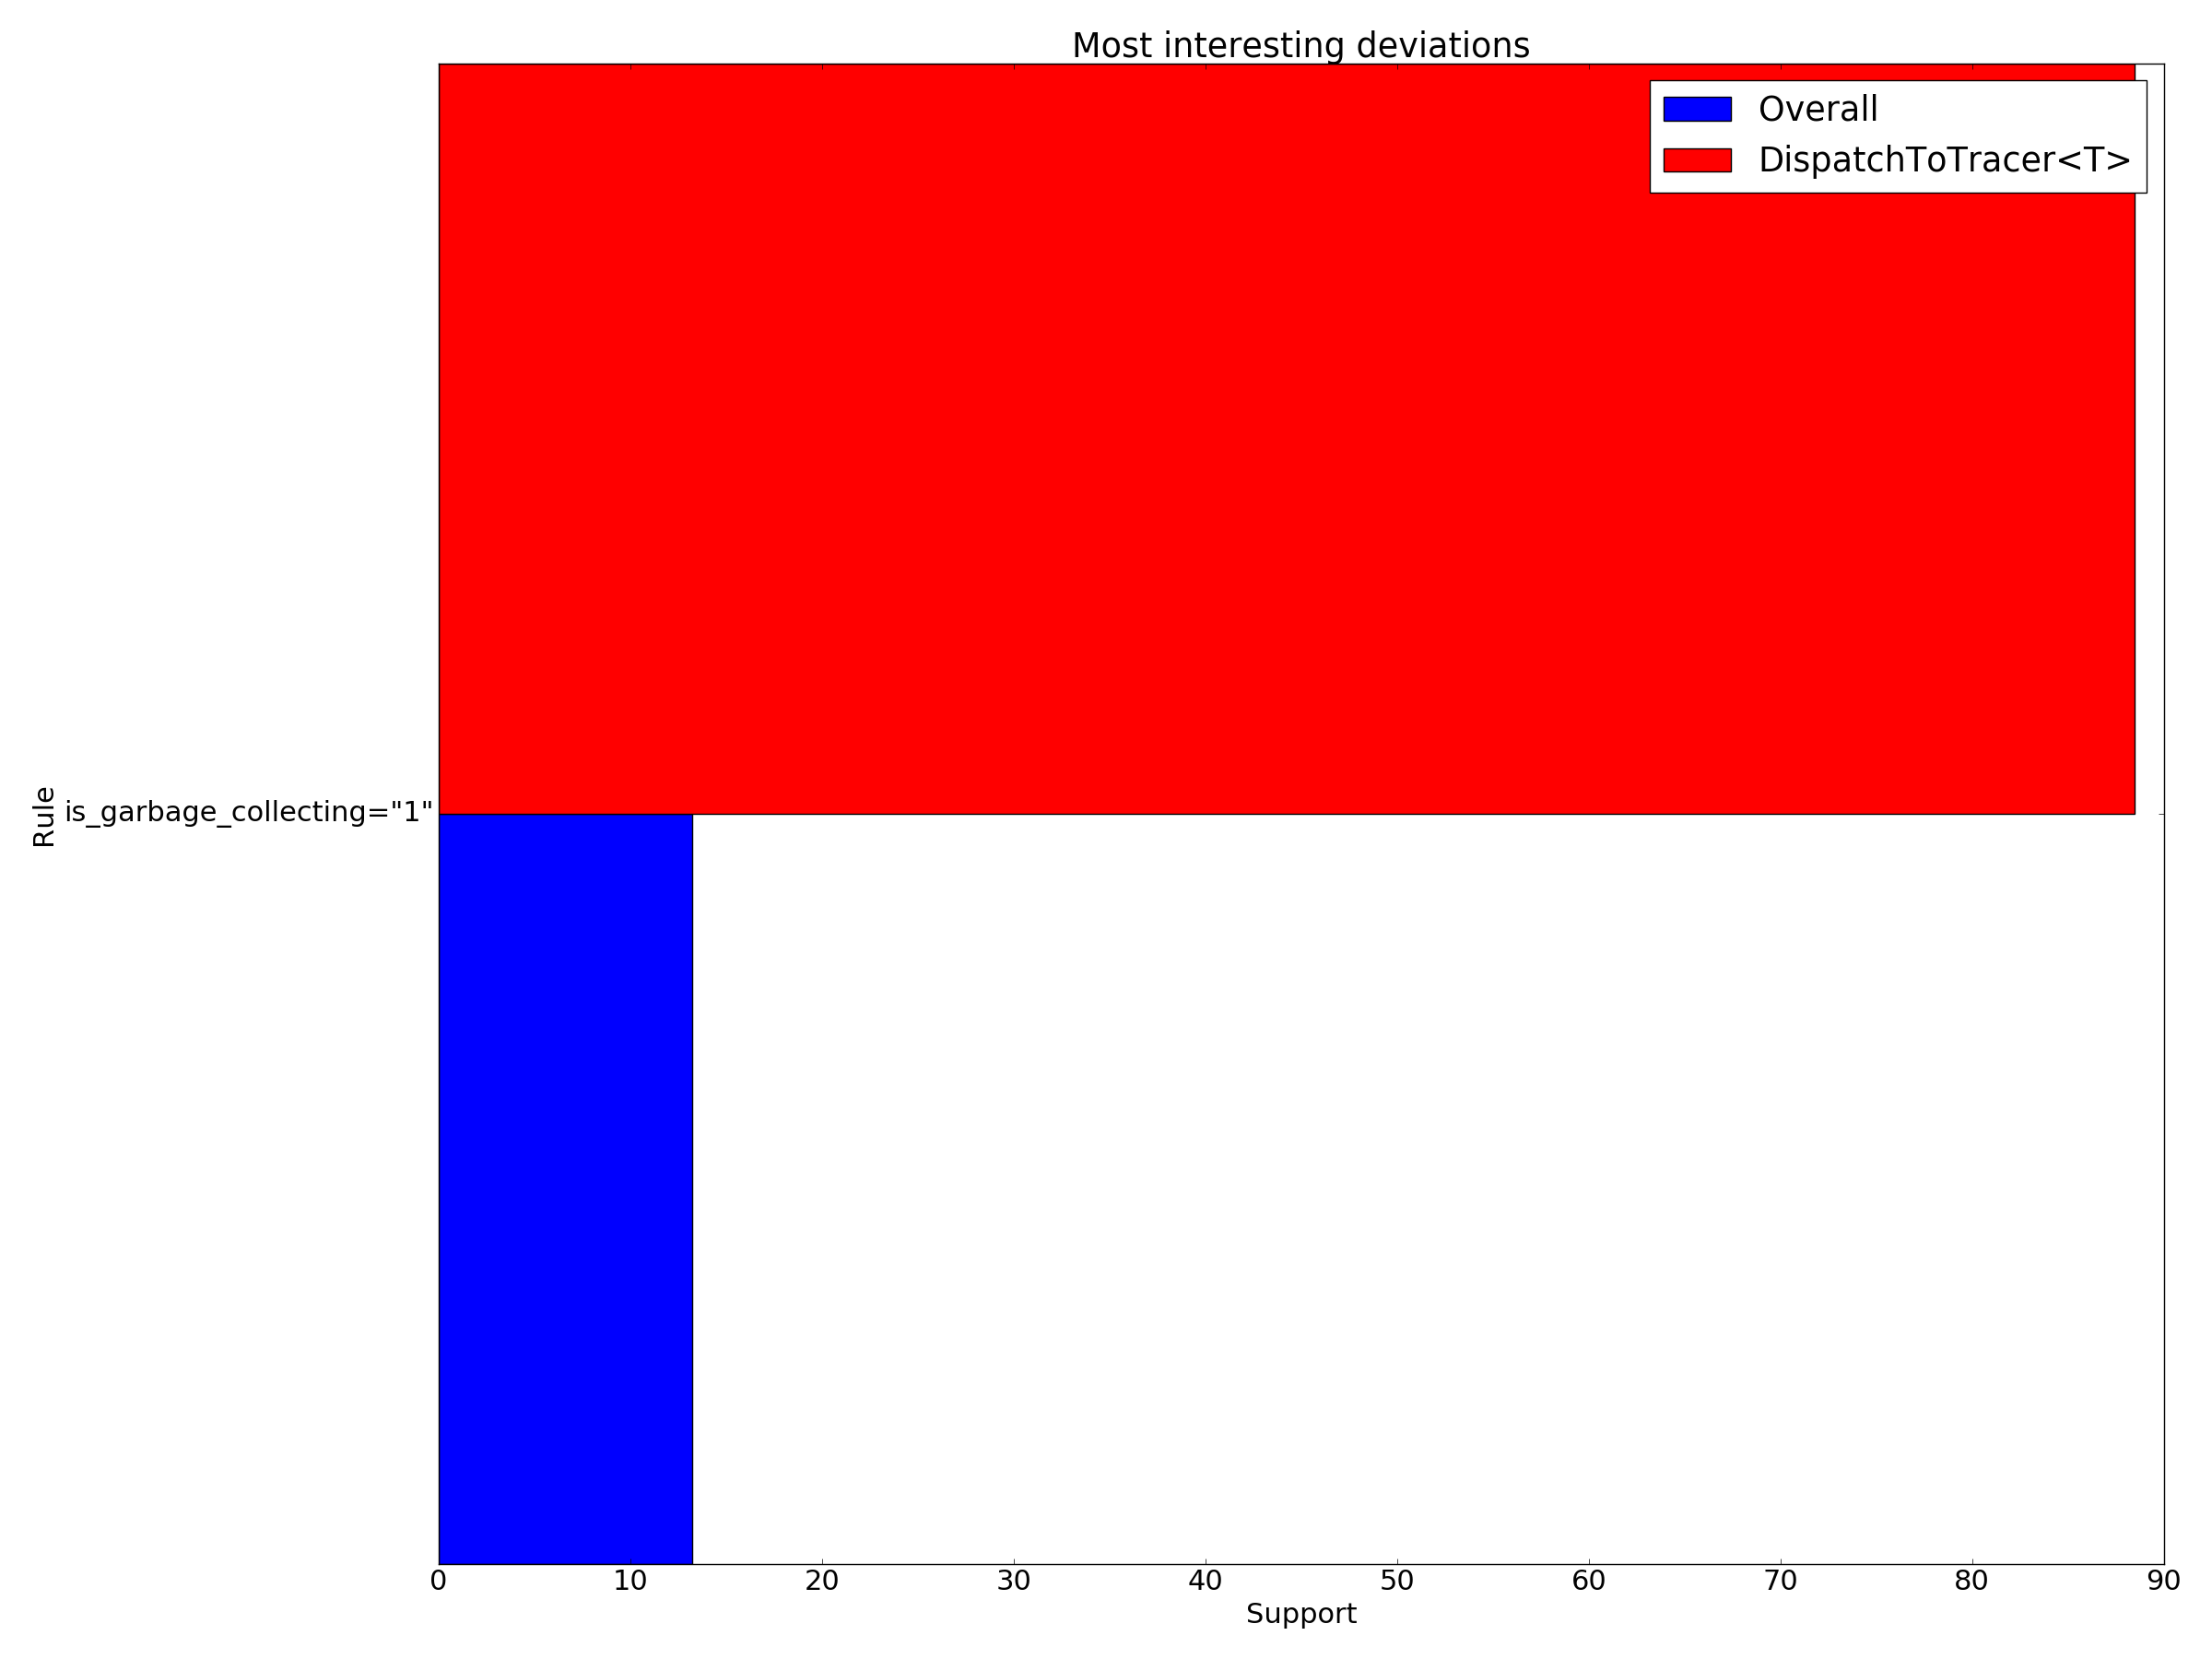 Most interesting deviations
Overall
DispatchToTracer<T>
Rule
is_garbage_collecting="1"
0 10 20 30 40 50 60 70 80 90
Support